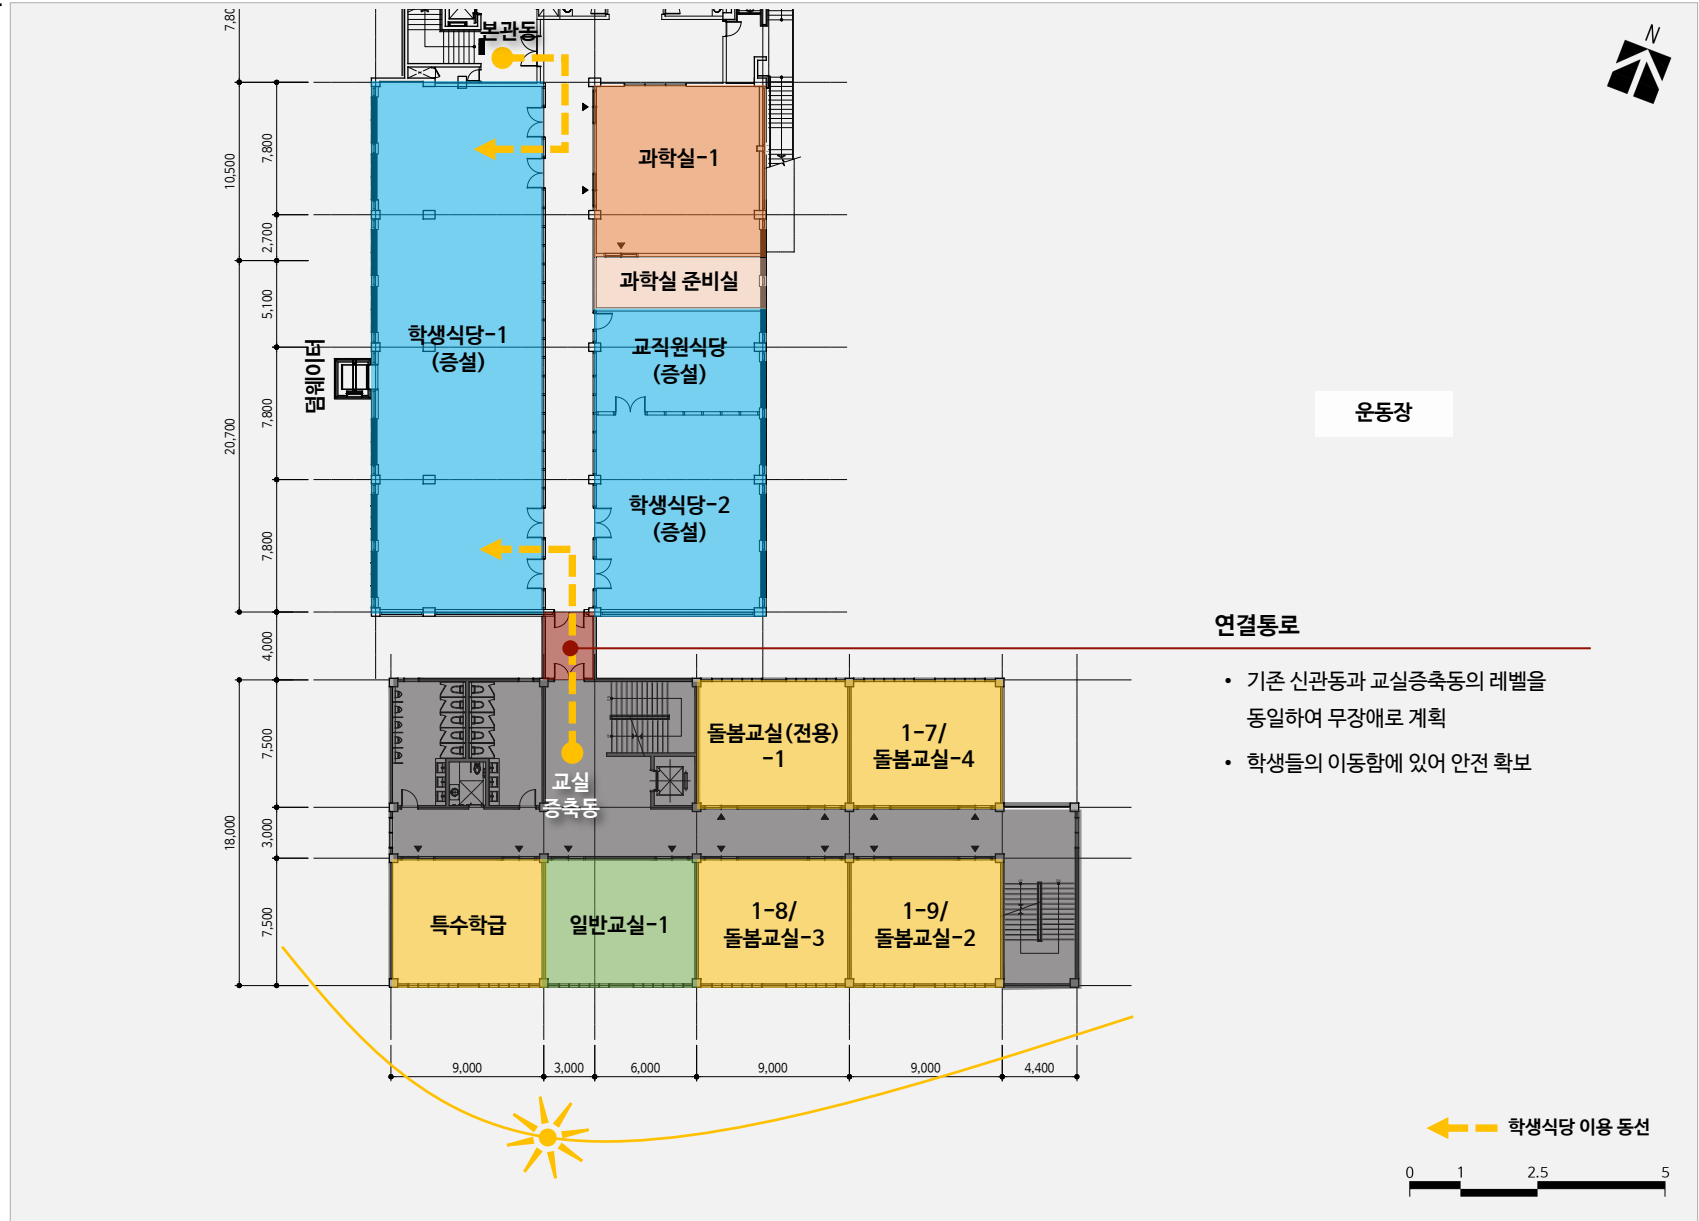 본관동
N
7,80
10,500
7,800
2,700
과학실-1
과학실 준비실
5,100
학생식당-1
(증설)
교직원식당
(증설)
덤웨이터
20,700
7,800
운동장
학생식당-2
(증설)
7,800
4,000
연결통로
• 기존 신관동과 교실증축동의 레벨을
동일하여 무장애로 계획
• 학생들의 이동함에 있어 안전 확보
18,000
7,500
3,000
7,500
교실
증축동
돌봄교실(전용)
-1
1-7/
돌봄교실-4
특수학급
일반교실-1
1-8/
돌봄교실-3
1-9/
돌봄교실-2
9,000 3,000 6,000 9,000 9,000 4,400
학생식당 이용 동선
0 1 2.5 5